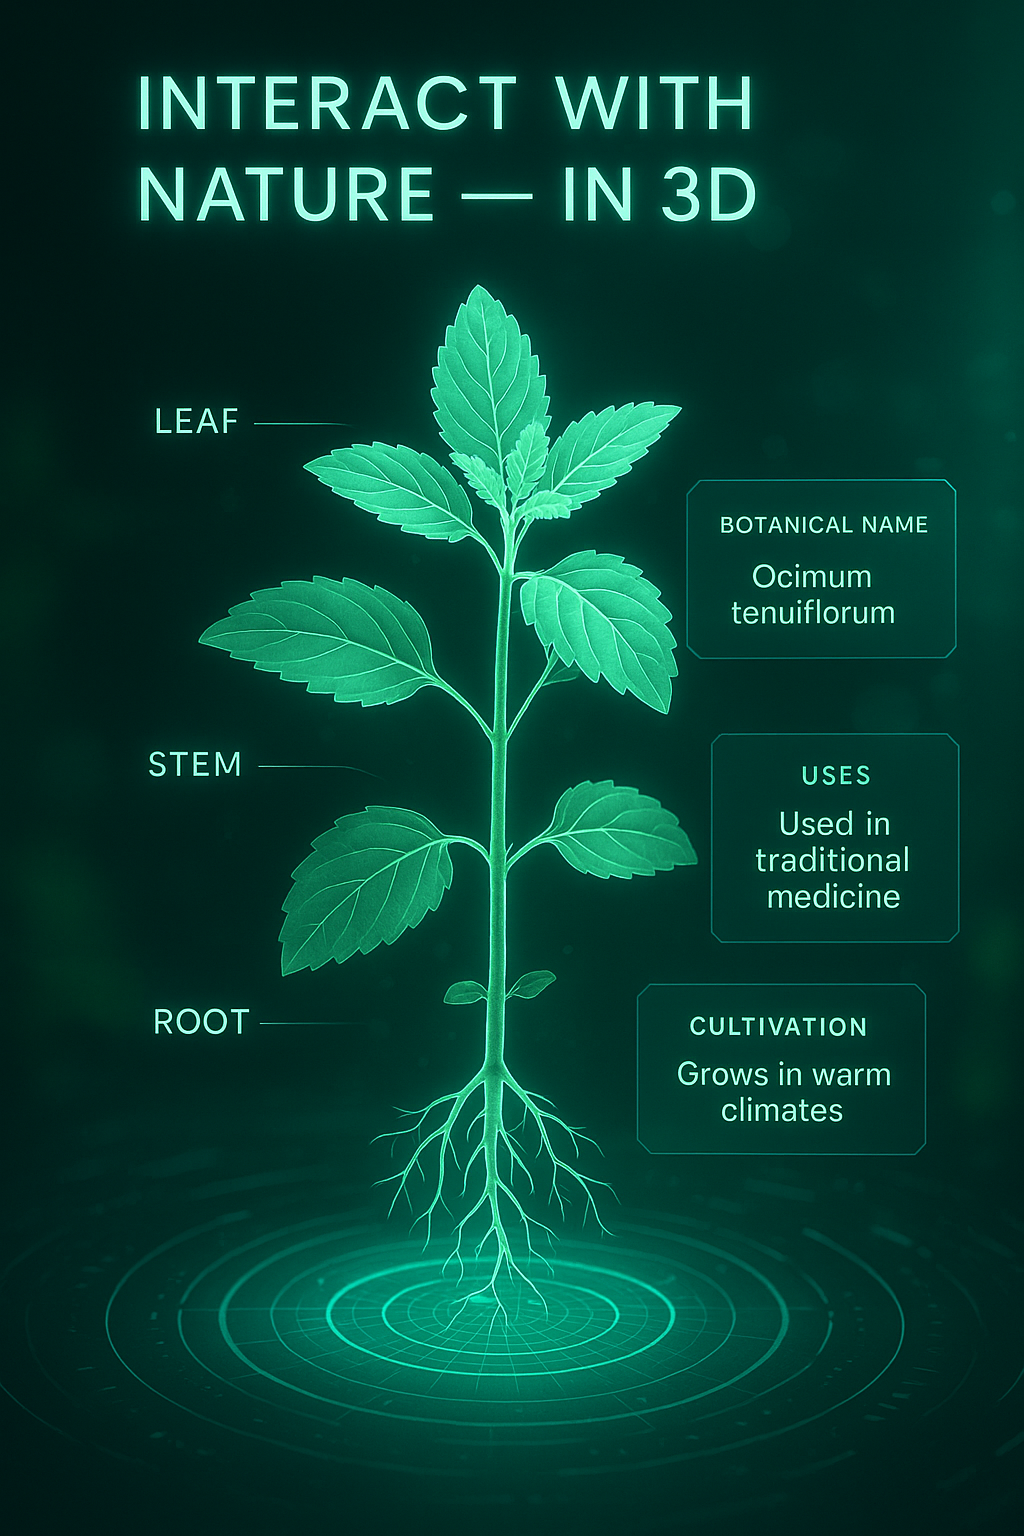 INTERACT WITH
NATURE — IN 3D
LEAF
BOTANICAL NAME
Ocimum
tenuiflorum
STEM
USES
Used in
traditional
medicine
ROOT
CULTIVATION
Grows in warm
climates